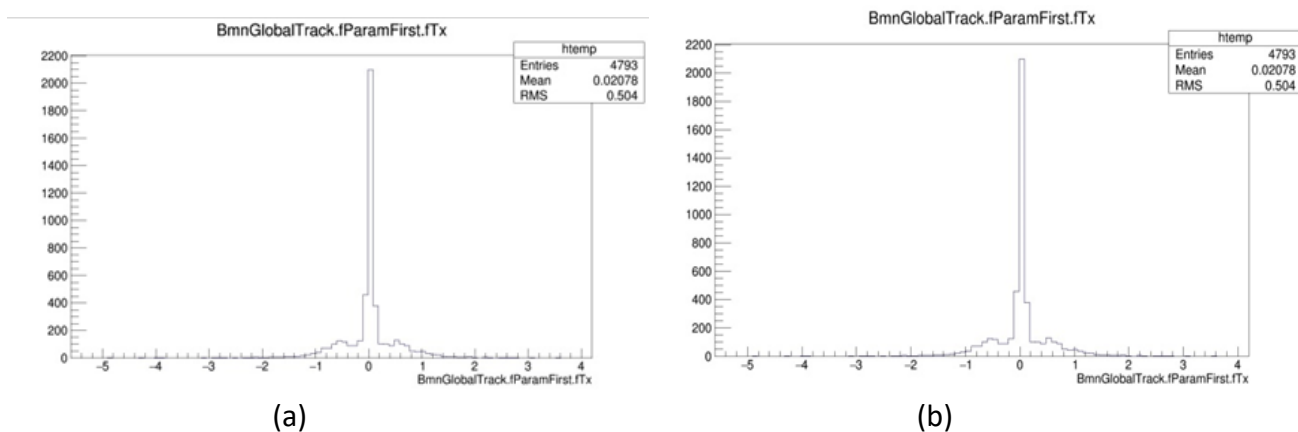 BmnGlobalTrack.fParamFirst.fTx
htemp
Entries 4793
Mean 0.02078
RMS 0.504
2200
2000
1800
1600
1400
1200
1000
800
600
400
200
0
−5 −4 −3 −2 −1 0 1 2 3 4
BmnGlobalTrack.fParamFirst.fTx
(a)
BmnGlobalTrack.fParamFirst.fTx
htemp
Entries 4793
Mean 0.02078
RMS 0.504
2200
2000
1800
1600
1400
1200
1000
800
600
400
200
0
−5 −4 −3 −2 −1 0 1 2 3 4
BmnGlobalTrack.fParamFirst.fTx
(b)